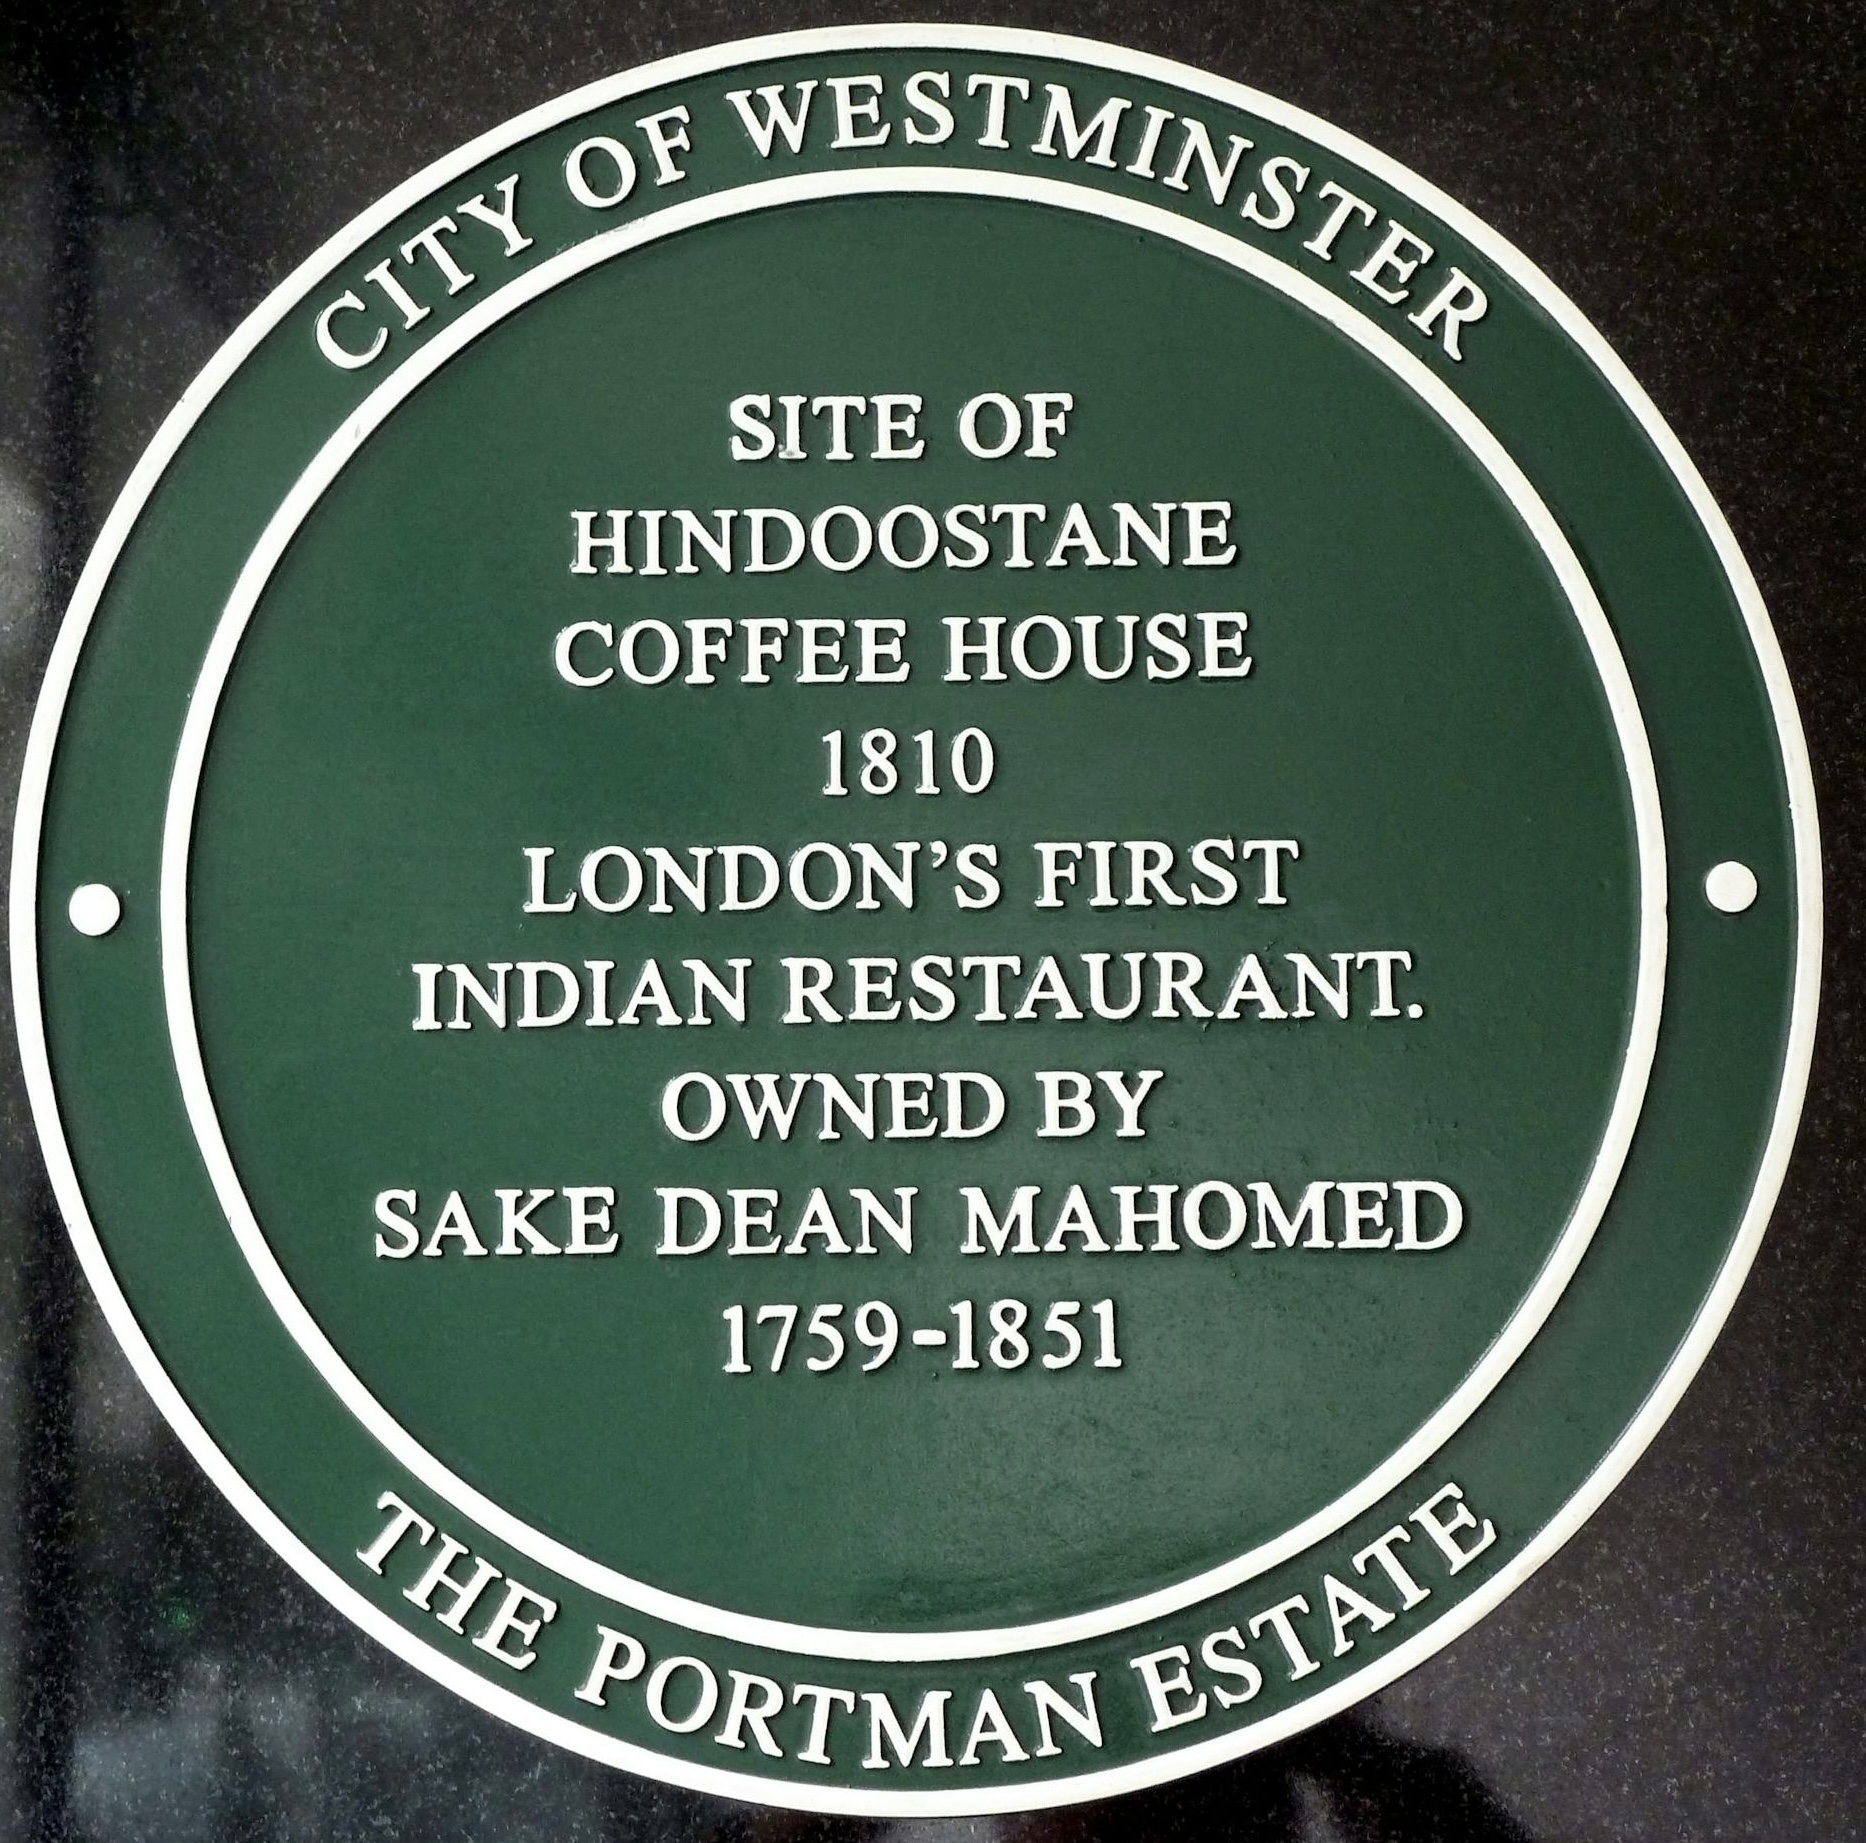 CITY OF WESTMINSTER
SITE OF
HINDOOSTANE
COFFEE HOUSE
1810
LONDON'S FIRST
INDIAN RESTAURANT.
OWNED BY
SAKE DEAN MAHOMED
1759-1851
THE PORTMAN ESTATE